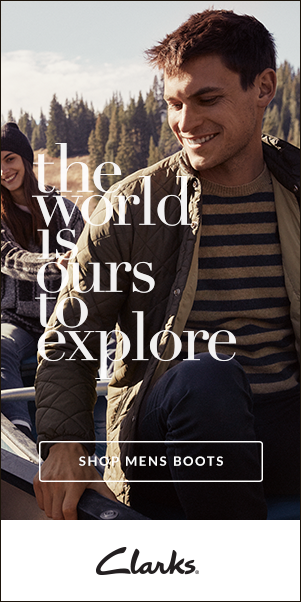 the
world
is
ours
to
explore
SHOP MENS BOOTS
Clarks.